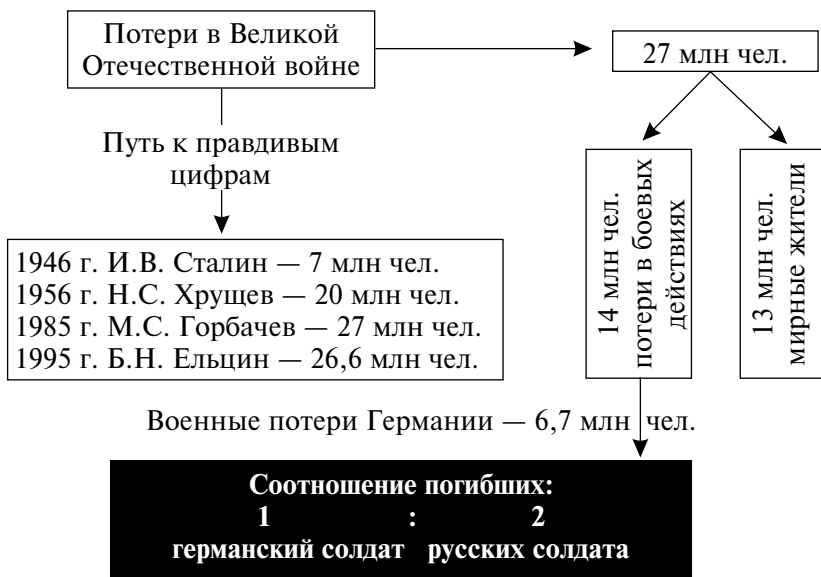 Потери в Великой
Отечественной войне
27 млн чел.
Путь к правдивым
цифрам
1946 г. И.В. Сталин — 7 млн чел.
1956 г. Н.С. Хрущев — 20 млн чел.
1985 г. М.С. Горбачев — 27 млн чел.
1995 г. Б.Н. Ельцин — 26,6 млн чел.
14 млн чел.
потери в боевых
действиях
13 млн чел.
мирные жители
Военные потери Германии — 6,7 млн чел.
Соотношение погибших:
1 : 2
германский солдат русских солдата